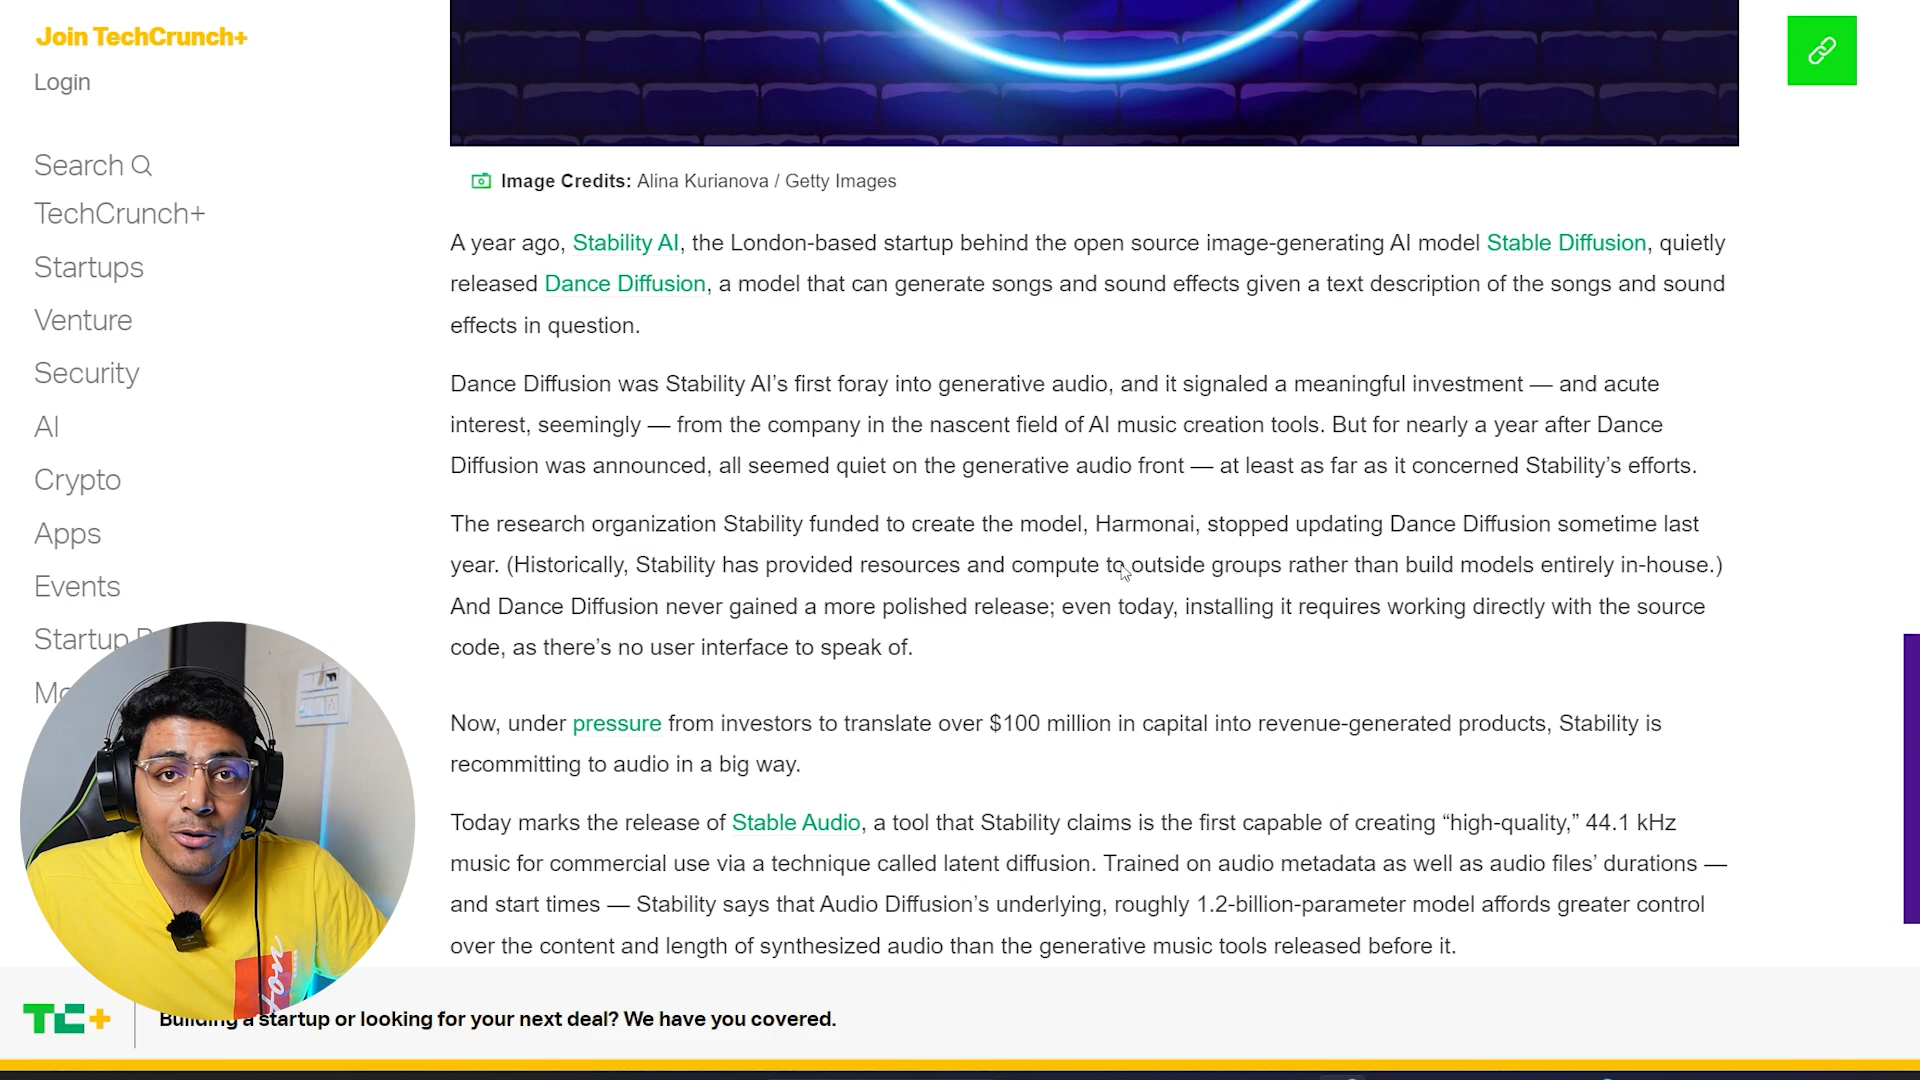 Join TechCrunch+
Login
Search
TechCrunch+
Startups
Venture
Security
AI
Crypto
Apps
Events
Startup
Image Credits: Alina Kurianova / Getty Images
A year ago, Stability AI, the London-based startup behind the open source image-generating AI model Stable Diffusion, quietly
released Dance Diffusion, a model that can generate songs and sound effects given a text description of the songs and sound
effects in question.
Dance Diffusion was Stability AI’s first foray into generative audio, and it signaled a meaningful investment — and acute
interest, seemingly — from the company in the nascent field of AI music creation tools. But for nearly a year after Dance
Diffusion was announced, all seemed quiet on the generative audio front — at least as far as it concerned Stability’s efforts.
The research organization Stability funded to create the model, Harmonai, stopped updating Dance Diffusion sometime last
year. (Historically, Stability has provided resources and compute to outside groups rather than build models entirely in-house.)
And Dance Diffusion never gained a more polished release; even today, installing it requires working directly with the source
code, as there’s no user interface to speak of.
Now, under pressure from investors to translate over $100 million in capital into revenue-generated products, Stability is
recommitting to audio in a big way.
Today marks the release of Stable Audio, a tool that Stability claims is the first capable of creating “high-quality,” 44.1 kHz
music for commercial use via a technique called latent diffusion. Trained on audio metadata as well as audio files’ durations —
and start times — Stability says that Audio Diffusion’s underlying, roughly 1.2-billion-parameter model affords greater control
over the content and length of synthesized audio than the generative music tools released before it.
TC+
Building a startup or looking for your next deal? We have you covered.